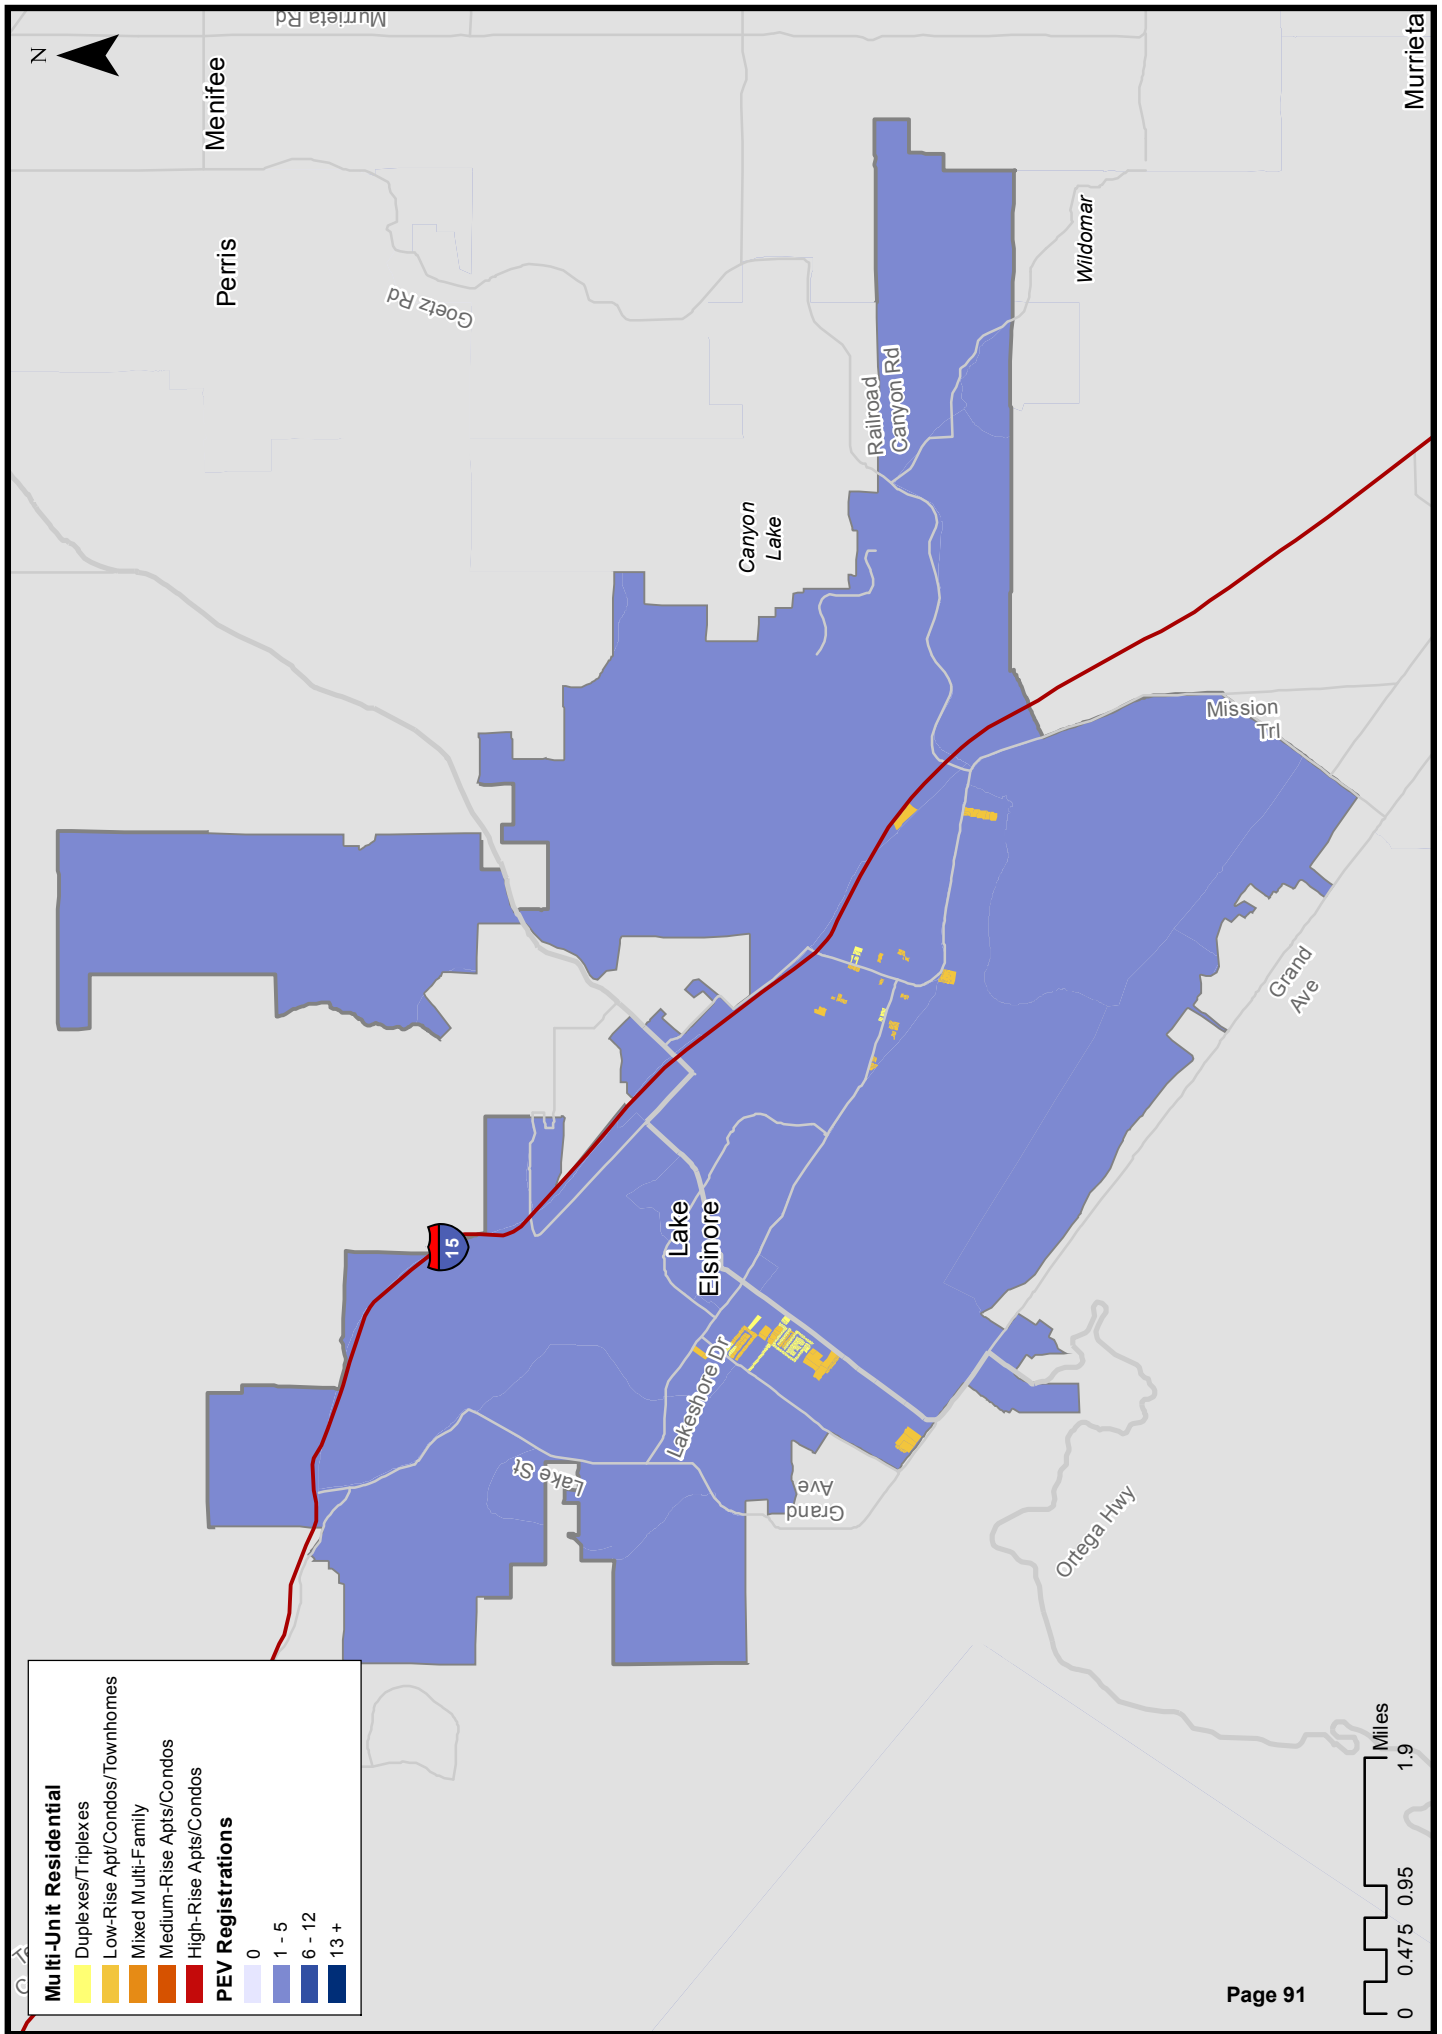 Multi-Unit Residential
Duplexes/Triplexes
Low-Rise Apt/Condos/Townhomes
Mixed Multi-Family
Medium-Rise Apts/Condos
High-Rise Apts/Condos
PEV Registrations
0
1 - 5
6 - 12
13 +
N
Murrieta Rd
Menifee
Perris
Goetz Rd
Murrieta
Wildomar
Railroad
Canyon Rd
Canyon
Lake
Mission
Trl
15
Lake
Elsinore
Lakeshore Dr
Lake St
Grand
Ave
Grand
Ave
Ortega Hwy
Page 91
Miles
0 0.475 0.95 1.9